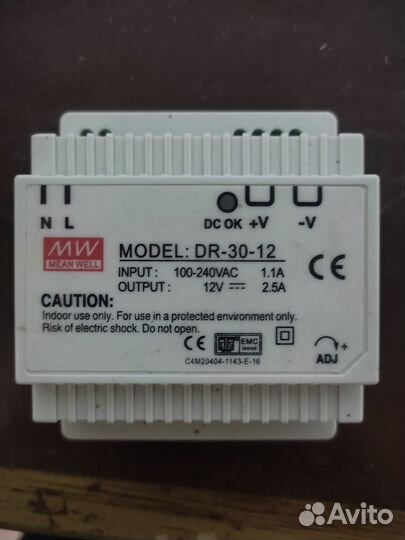 N L
DC OK +V -V
MW
MEAN WELL
MODEL: DR-30-12
INPUT : 100-240VAC 1.1A
OUTPUT : 12V 2.5A
CE
CAUTION:
Indoor use only. For use in a protected environment only.
Risk of electric shock. Do not open.
CE EMC
tested
C4M20404-1143-E-16
+
ADJ
Avito